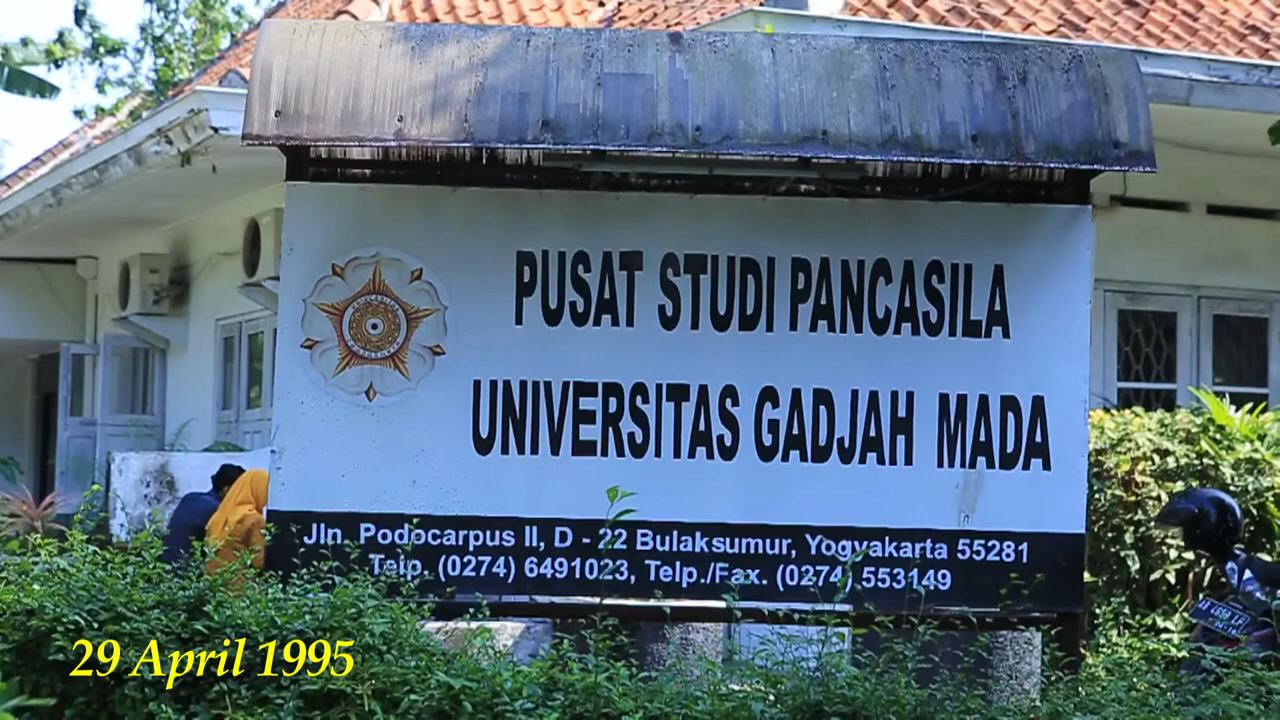 PUSAT STUDI PANCASILA
UNIVERSITAS GADJAH MADA
Jln. Podocarpus II, D - 22 Bulaksumur, Yogyakarta 55281
Telp. (0274) 6491023, Telp./Fax. (0274) 553149
29 April 1995